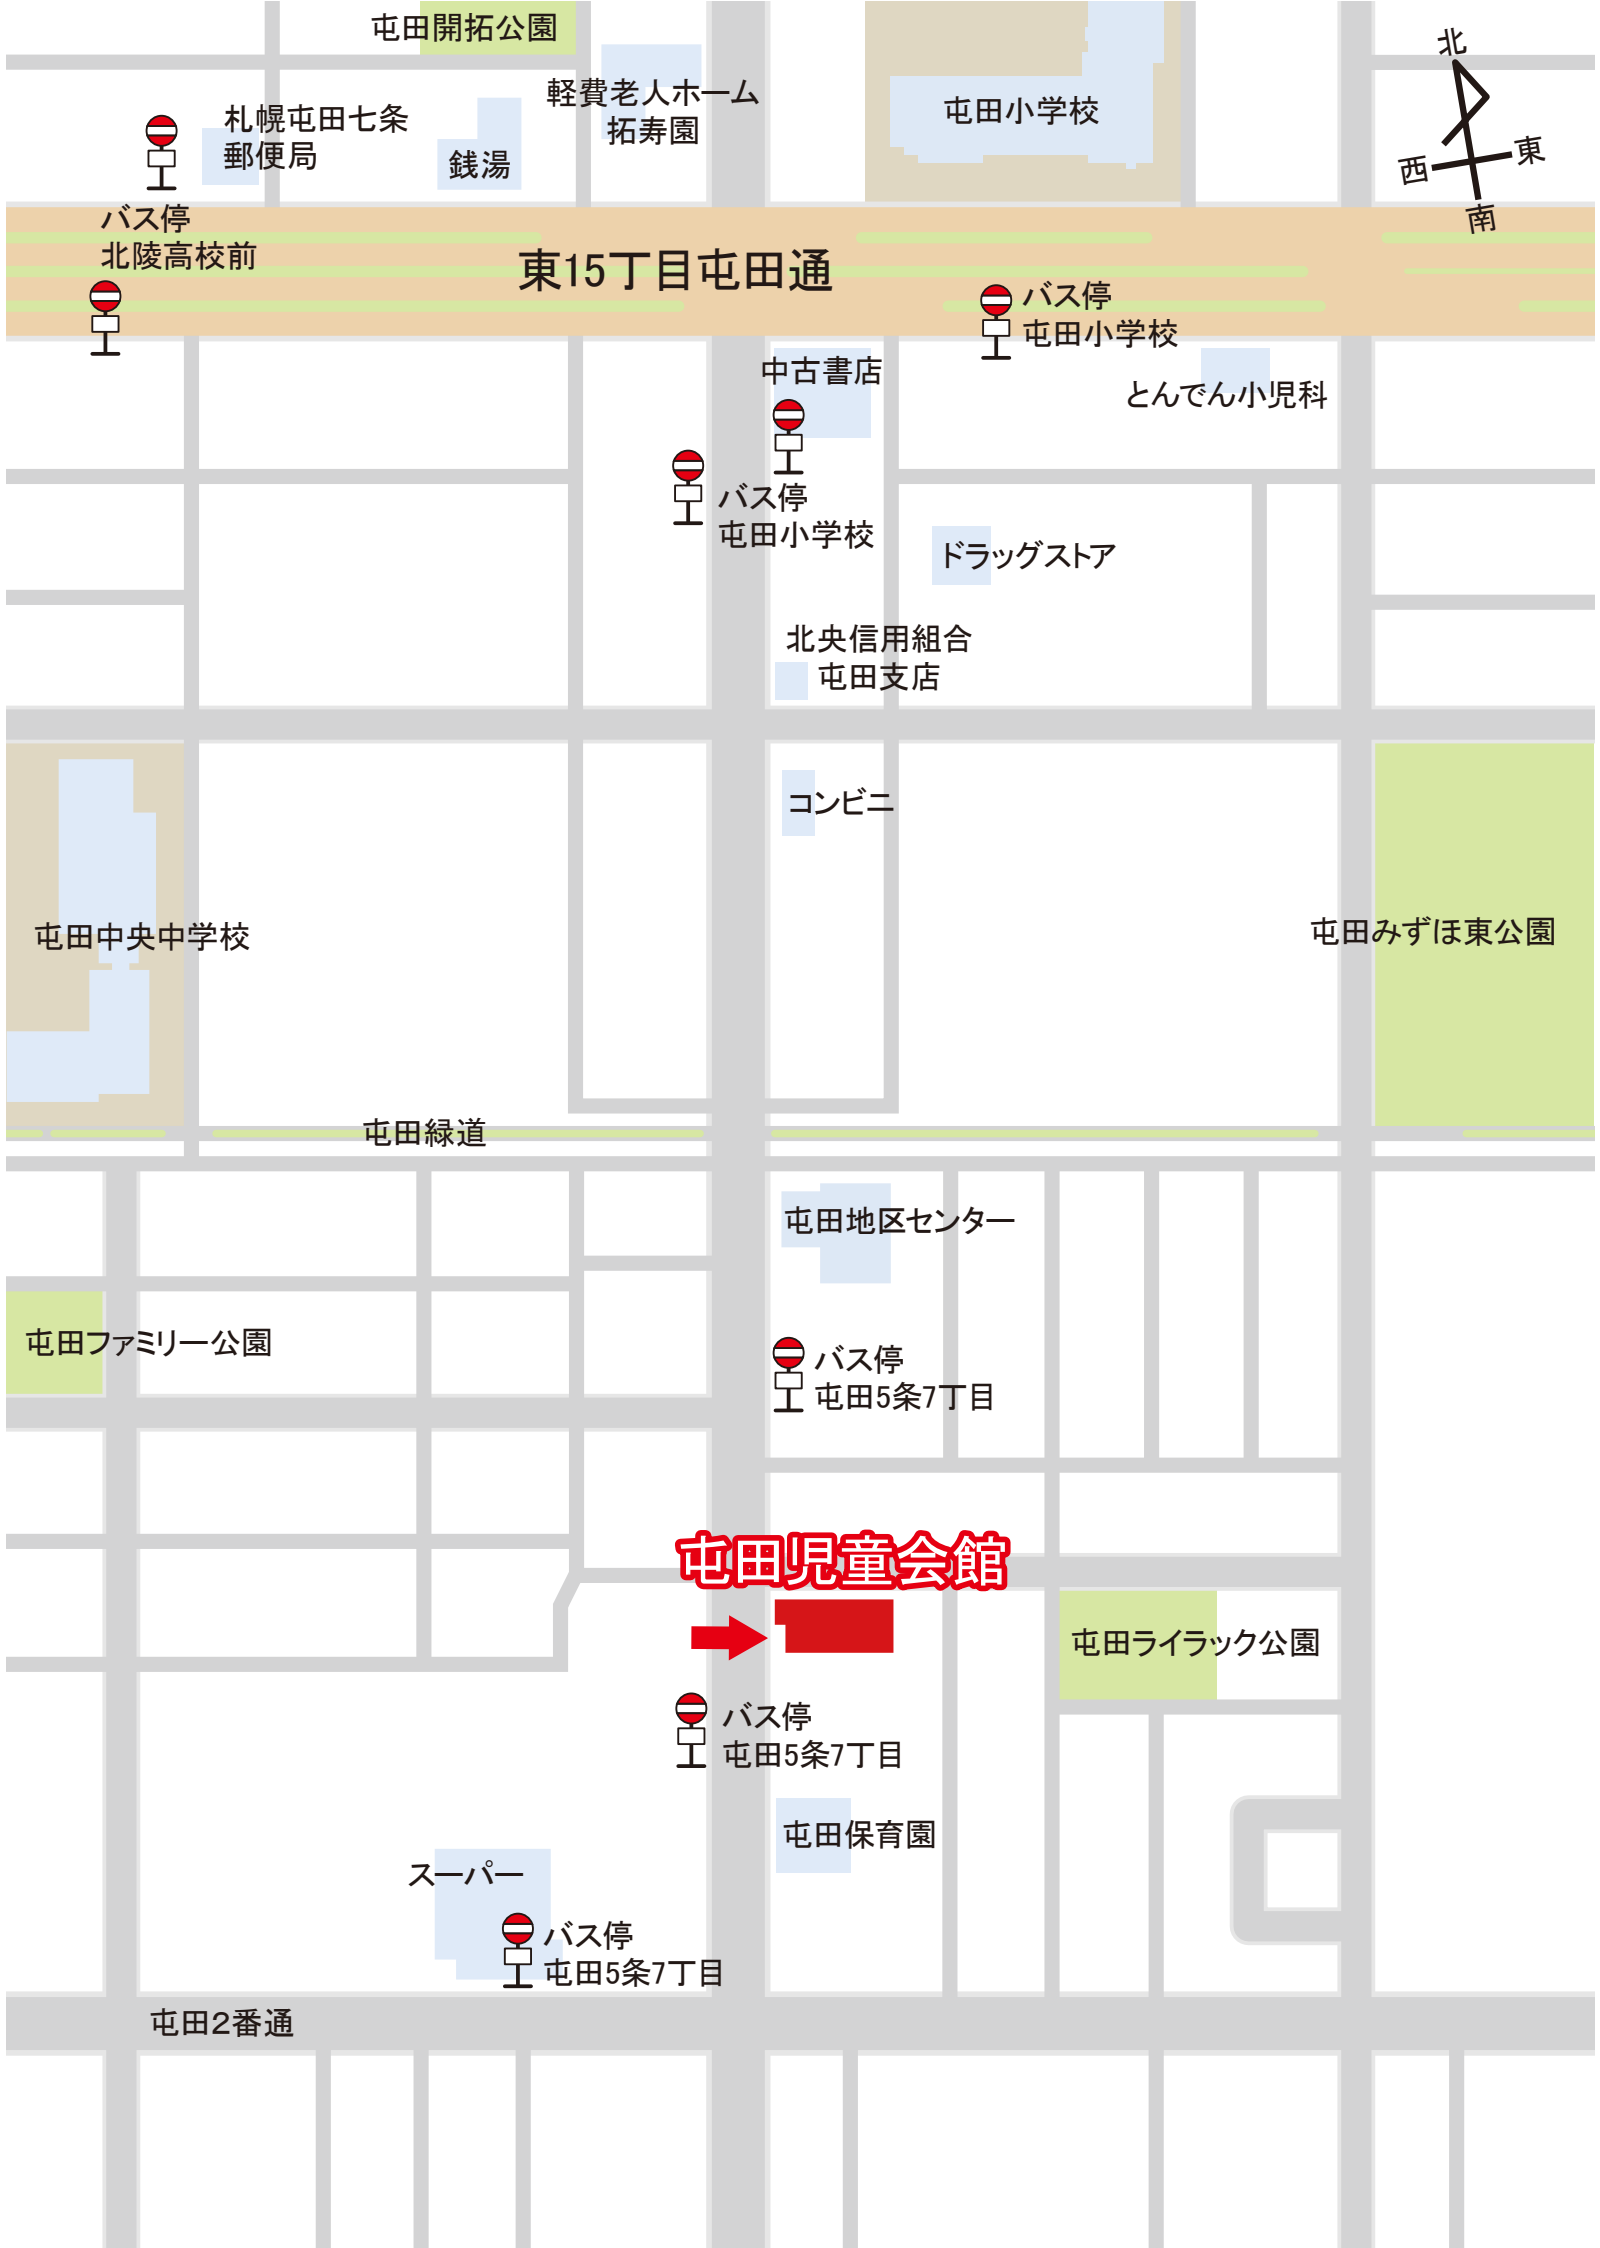 屯田開拓公園
軽費老人ホーム
拓寿園
屯田小学校
北
西
東
南
札幌屯田七条
郵便局
銭湯
バス停
北陵高校前
東15丁目屯田通
バス停
屯田小学校
中古書店
とんでん小児科
バス停
屯田小学校
ドラッグストア
北央信用組合
屯田支店
コンビニ
屯田中央中学校
屯田みずほ東公園
屯田緑道
屯田地区センター
屯田ファミリー公園
バス停
屯田5条7丁目
屯田児童会館
屯田ライラック公園
バス停
屯田5条7丁目
屯田保育園
スーパー
バス停
屯田5条7丁目
屯田2番通